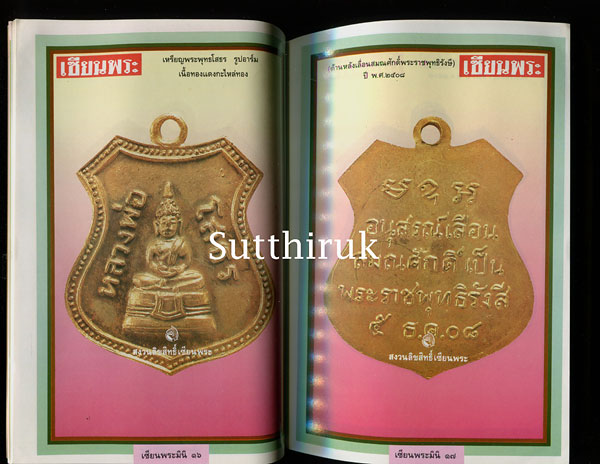 เซียนพระ
เหรียญพระพุทธโสธร รูปอาร์ม
เนื้อทองแดงกะไหล่ทอง
หลวงพ่อ
โสธร
สงวนลิขสิทธิ์ เซียนพระ
เซียนพระมินิ ๑๖
(ด้านหลังเลื่อนสมณศักดิ์พระราชพุทธิรังษี)
ปี พ.ศ.๒๕๐๘
เซียนพระ
อนุสรณ์เลื่อน
สมณศักดิ์ เป็น
พระราชพุทธิรังสี
๕ ธ.ค.๐๘
สงวนลิขสิทธิ์ เซียนพระ
เซียนพระมินิ ๑๗
Sutthiruk